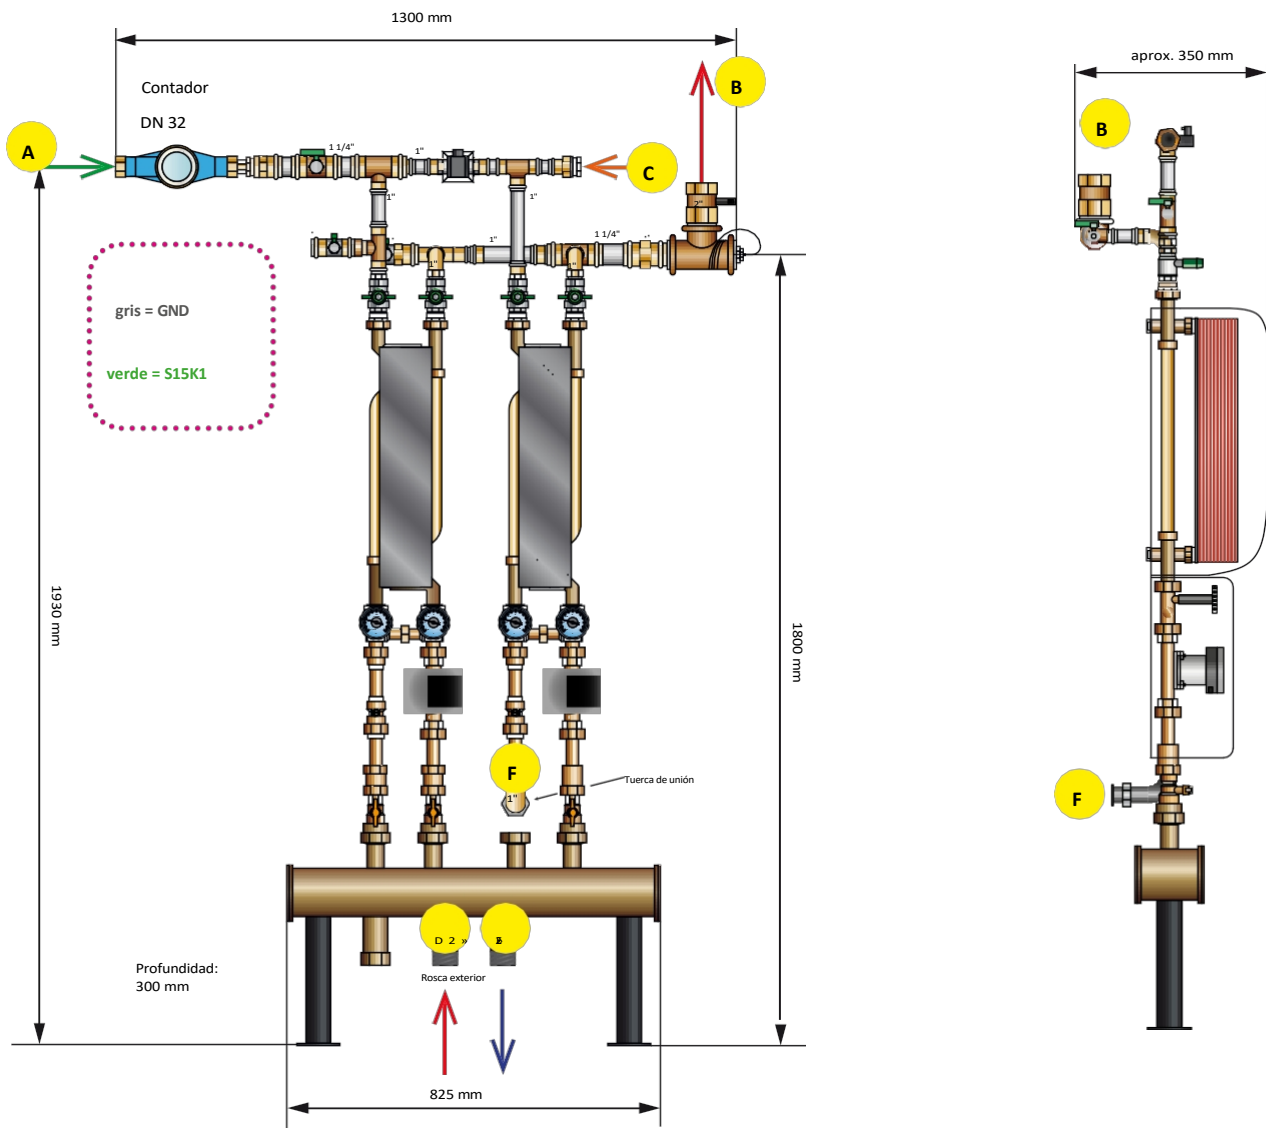 1300 mm
aprox. 350 mm
Contador
DN 32
A
B
B
C
1 1/4"
1"
1"
1"
2"
1"
1 1/4"
1"
1"
gris = GND
verde = S15K1
1930 mm
1800 mm
F
1"
Tuerca de unión
F
D 2 »
Rosca exterior
Profundidad:
300 mm
825 mm